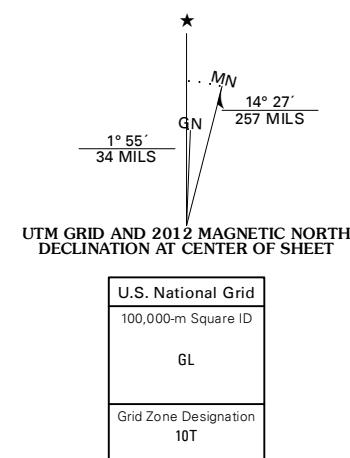 ★
MN
GN
14° 27´
257 MILS
1° 55´
34 MILS
UTM GRID AND 2012 MAGNETIC NORTH
DECLINATION AT CENTER OF SHEET
U.S. National Grid
100,000-m Square ID
GL
Grid Zone Designation
10T